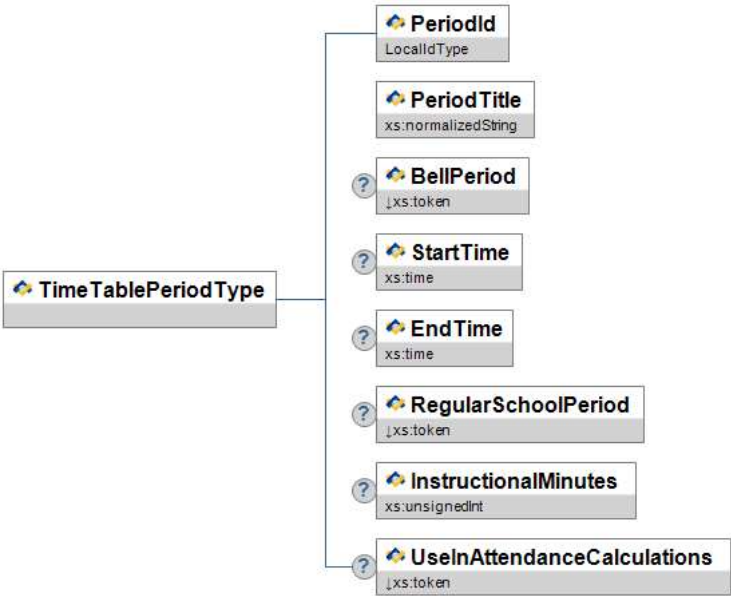 PeriodId
LocalIdType
PeriodTitle
xs:normalizedString
?
BellPeriod
↓xs:token
?
StartTime
xs:time
TimeTablePeriodType
?
EndTime
xs:time
?
RegularSchoolPeriod
↓xs:token
?
InstructionalMinutes
xs:unsignedInt
?
UseInAttendanceCalculations
↓xs:token